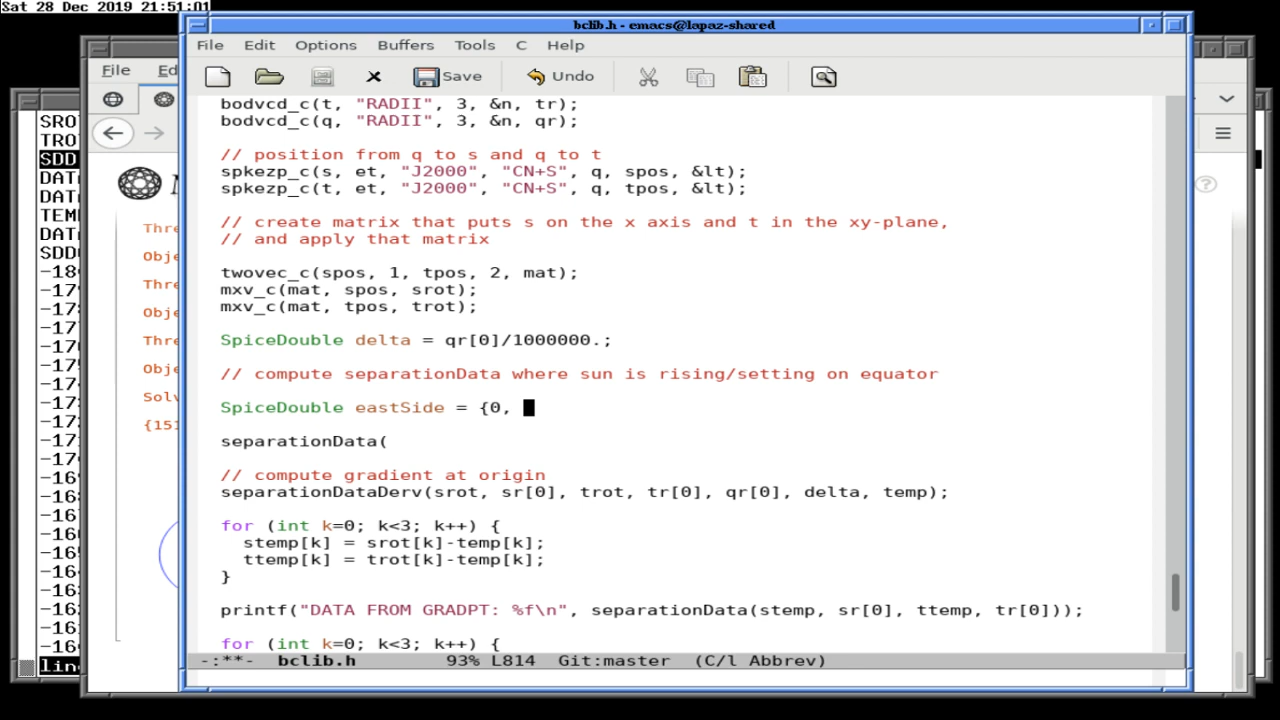 Sat 28 Dec 2019 21:51:01
bclib.h - emacs@lapaz-shared
File Edit Options Buffers Tools C Help
Save Undo
bodvcd_c(t, "RADII", 3, &n, tr);
bodvcd_c(q, "RADII", 3, &n, qr);
// position from q to s and q to t
spkezp_c(s, et, "J2000", "CN+S", q, spos, &lt);
spkezp_c(t, et, "J2000", "CN+S", q, tpos, &lt);
// create matrix that puts s on the x axis and t in the xy-plane,
// and apply that matrix
twovec_c(spos, 1, tpos, 2, mat);
mxv_c(mat, spos, srot);
mxv_c(mat, tpos, trot);
SpiceDouble delta = qr[0]/1000000.;
// compute separationData where sun is rising/setting on equator
SpiceDouble eastSide = {0,
separationData(
// compute gradient at origin
separationDataDerv(srot, sr[0], trot, tr[0], qr[0], delta, temp);
for (int k=0; k<3; k++) {
stemp[k] = srot[k]-temp[k];
ttemp[k] = trot[k]-temp[k];
}
printf("DATA FROM GRADPT: %f\n", separationData(stemp, sr[0], ttemp, tr[0]));
for (int k=0; k<3; k++) {
-:**- bclib.h 93% L814 Git:master (C/l Abbrev)
File Ed
Thre
Obje
Thre
Obje
Thre
Obje
Solv
{151
SROT
TRO
SDD
DAT
DAT
TEMP
DAT
SDD
-18
-17
-17
-17
-17
-17
-17
-17
-17
-17
-17
-16
-16
-16
-16
-16
-16
-16
-16
lin